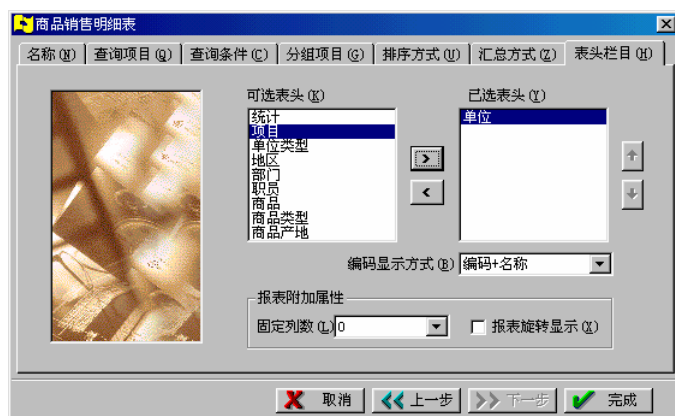 商品销售明细表
名称(N) 查询项目(Q) 查询条件(C) 分组项目(G) 排序方式(U) 汇总方式(Z) 表头栏目(H)
可选表头(K) 已选表头(Y)
统计 单位
项目
单位类型
地区
部门
职员
商品
商品类型
商品产地
编码显示方式(B) 编码+名称
报表附加属性
固定列数(L) 0 报表旋转显示(X)
取消 上一步 下一步 完成